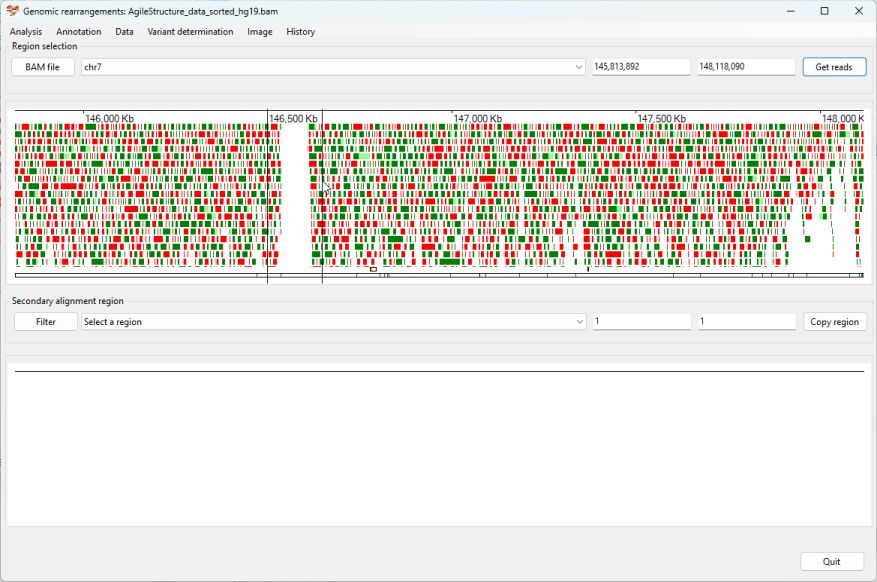 Genomic rearrangements: AgileStructure_data_sorted_hg19.bam
Analysis Annotation Data Variant determination Image History
Region selection
BAM file chr7 145,813,892 148,118,090 Get reads
146,000 Kb 146,500 Kb 147,000 Kb 147,500 Kb 148,000 K
Secondary alignment region
Filter Select a region 1 1 Copy region
Quit